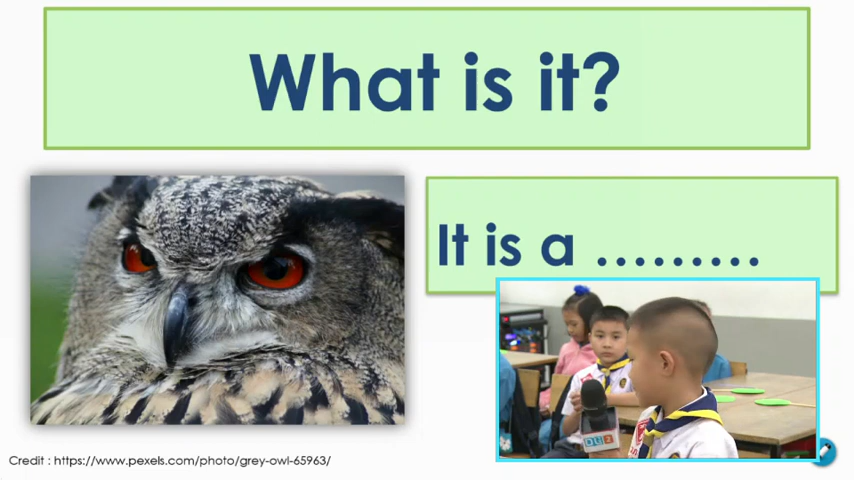 What is it?
It is a .........
Credit : https://www.pexels.com/photo/grey-owl-65963/